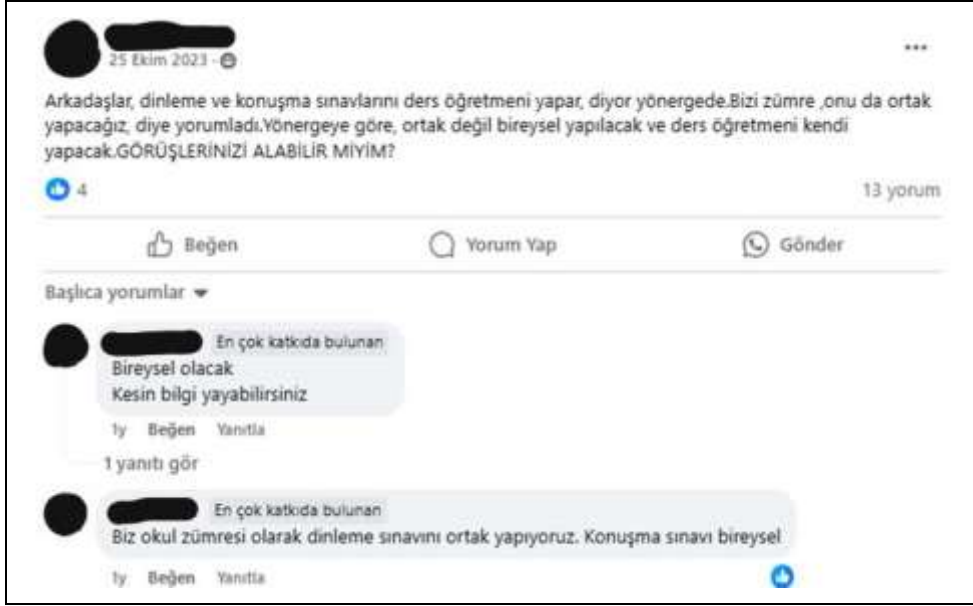 25 Ekim 2023 ·
Arkadaşlar, dinleme ve konuşma sınavlarını ders öğretmeni yapar, diyor yönergede.Bizi zümre ,onu da ortak
yapacağız, diye yorumladı.Yönergeye göre, ortak değil bireysel yapılacak ve ders öğretmeni kendi
yapacak.GÖRÜŞLERİNİZİ ALABİLİR MİYİM?
4 13 yorum
Beğen Yorum Yap Gönder
Başlıca yorumlar
En çok katkıda bulunan
Bireysel olacak
Kesin bilgi yayabilirsiniz
1y Beğen Yanıtla
1 yanıtı gör
En çok katkıda bulunan
Biz okul zümresi olarak dinleme sınavını ortak yapıyoruz. Konuşma sınavı bireysel
1y Beğen Yanıtla